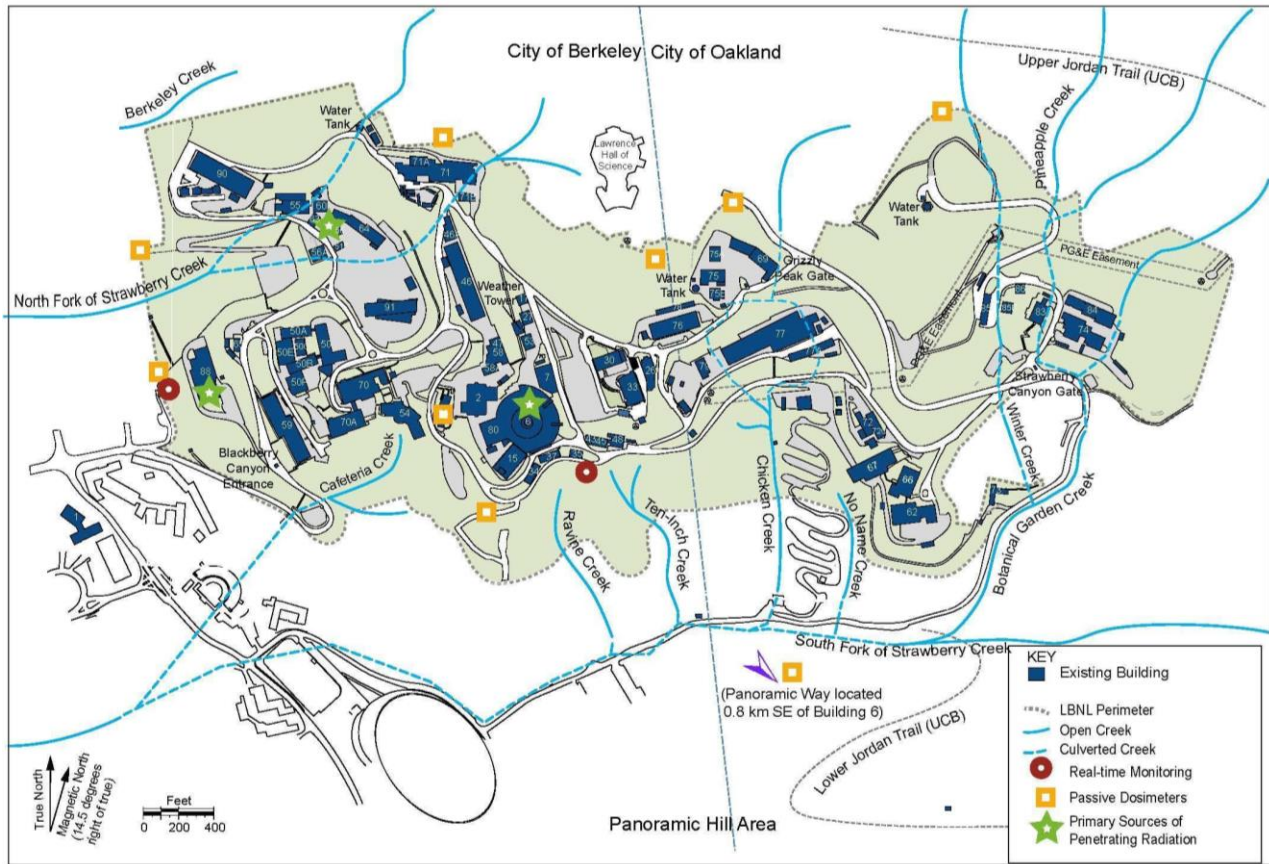 City of Berkeley City of Oakland
Upper Jordan Trail (UCB)
Berkeley Creek
Water
Tank
Lawrence
Hall of
Science
Pineapple Creek
90
71A
71
55
64
46
91
Weather
Tower
Water
Tank
PG&E Easement
North Fork of Strawberry Creek
75A
75
69
Grizzly
Peak Gate
Water
Tank
76
77
PG&E Easement
83
84
74
50A
50E
58
88
70
2
7
6
30
33
26
59
70A
54
80
15
48
Strawberry
Canyon Gate
Blackberry
Canyon
Entrance
Cafeteria Creek
67
66
62
1
Ravine Creek
Ten-Inch Creek
Chicken Creek
No Name Creek
Winter Creek
Botanical Garden Creek
South Fork of Strawberry Creek
(Panoramic Way located
0.8 km SE of Building 6)
Lower Jordan Trail (UCB)
Panoramic Hill Area
True North
Magnetic North
(14.5 degrees
right of true)
Feet
0 200 400
KEY
Existing Building
LBNL Perimeter
Open Creek
Culverted Creek
Real-time Monitoring
Passive Dosimeters
Primary Sources of
Penetrating Radiation